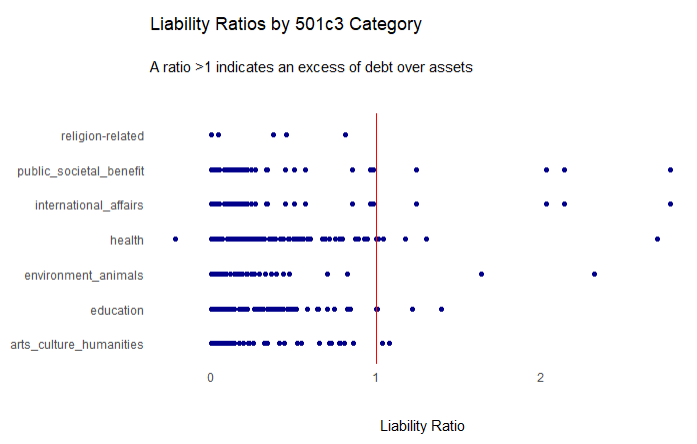 Liability Ratios by 501c3 Category
A ratio >1 indicates an excess of debt over assets
religion-related
public_societal_benefit
international_affairs
health
environment_animals
education
arts_culture_humanities
0 1 2
Liability Ratio